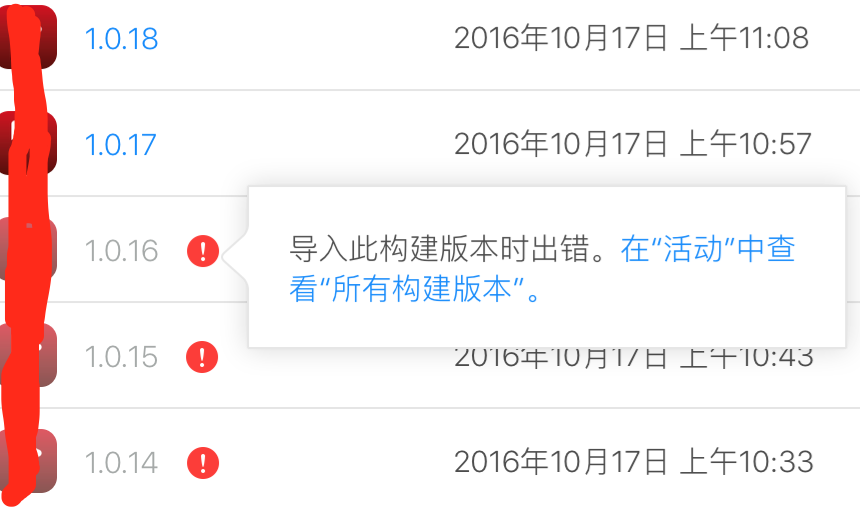 1.0.18 2016年10月17日 上午11:08
1.0.17 2016年10月17日 上午10:57
1.0.16
导入此构建版本时出错。在“活动”中查
看“所有构建版本”。
1.0.15 2016年10月17日 上午10:43
1.0.14 2016年10月17日 上午10:33